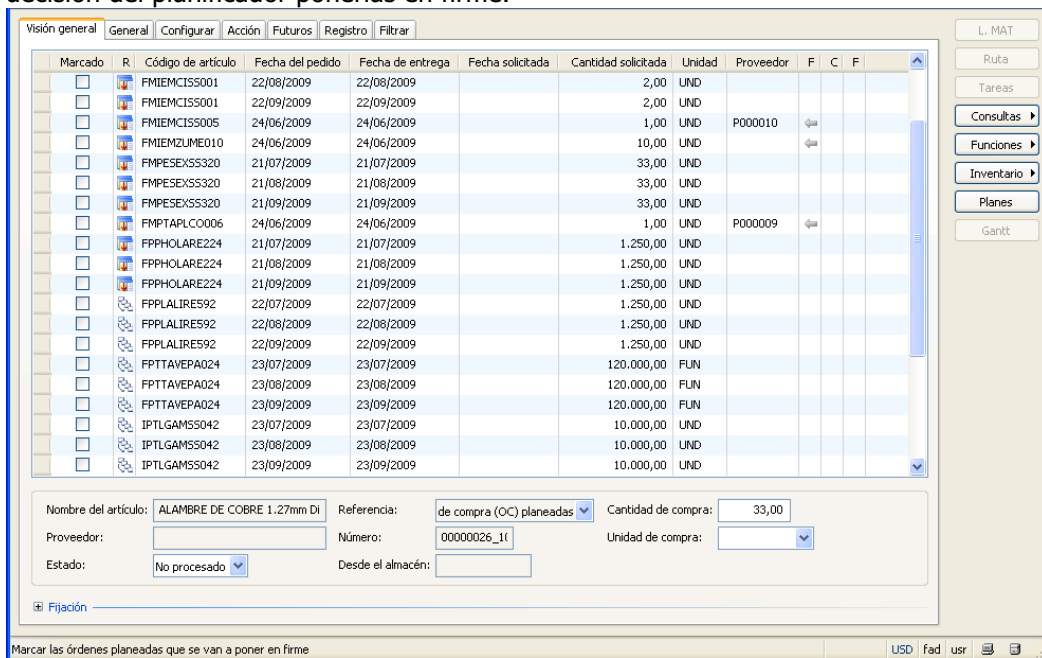 decisión del planificador ponerlas en firme.
Visión general General Configurar Acción Futuros Registro Filtrar
L. MAT
Ruta
Tareas
Consultas
Funciones
Inventario
Planes
Gantt
Marcado R Código de artículo Fecha del pedido Fecha de entrega Fecha solicitada Cantidad solicitada Unidad Proveedor F C F
FMIEMCISS001 22/08/2009 22/08/2009 2,00 UND
FMIEMCISS001 22/09/2009 22/09/2009 2,00 UND
FMIEMCISS005 24/06/2009 24/06/2009 1,00 UND P000010
FMIEMZUME010 24/06/2009 24/06/2009 10,00 UND
FMPESEXSS320 21/07/2009 21/07/2009 33,00 UND
FMPESEXSS320 21/08/2009 21/08/2009 33,00 UND
FMPESEXSS320 21/09/2009 21/09/2009 33,00 UND
FMPTAPLCO006 24/06/2009 24/06/2009 1,00 UND P000009
FPPHOLARE224 21/07/2009 21/07/2009 1.250,00 UND
FPPHOLARE224 21/08/2009 21/08/2009 1.250,00 UND
FPPHOLARE224 21/09/2009 21/09/2009 1.250,00 UND
FPPLALIRE592 22/07/2009 22/07/2009 1.250,00 UND
FPPLALIRE592 22/08/2009 22/08/2009 1.250,00 UND
FPPLALIRE592 22/09/2009 22/09/2009 1.250,00 UND
FPTTAVEPA024 23/07/2009 23/07/2009 120.000,00 FUN
FPTTAVEPA024 23/08/2009 23/08/2009 120.000,00 FUN
FPTTAVEPA024 23/09/2009 23/09/2009 120.000,00 FUN
IPTLGAMSS042 23/07/2009 23/07/2009 10.000,00 UND
IPTLGAMSS042 23/08/2009 23/08/2009 10.000,00 UND
IPTLGAMSS042 23/09/2009 23/09/2009 10.000,00 UND
Nombre del artículo: ALAMBRE DE COBRE 1.27mm Di Referencia: de compra (OC) planeadas Cantidad de compra: 33,00
Proveedor: Número: 00000026_10 Unidad de compra:
Estado: No procesado Desde el almacén:
Fijación
Marcar las órdenes planeadas que se van a poner en firme USD fad usr